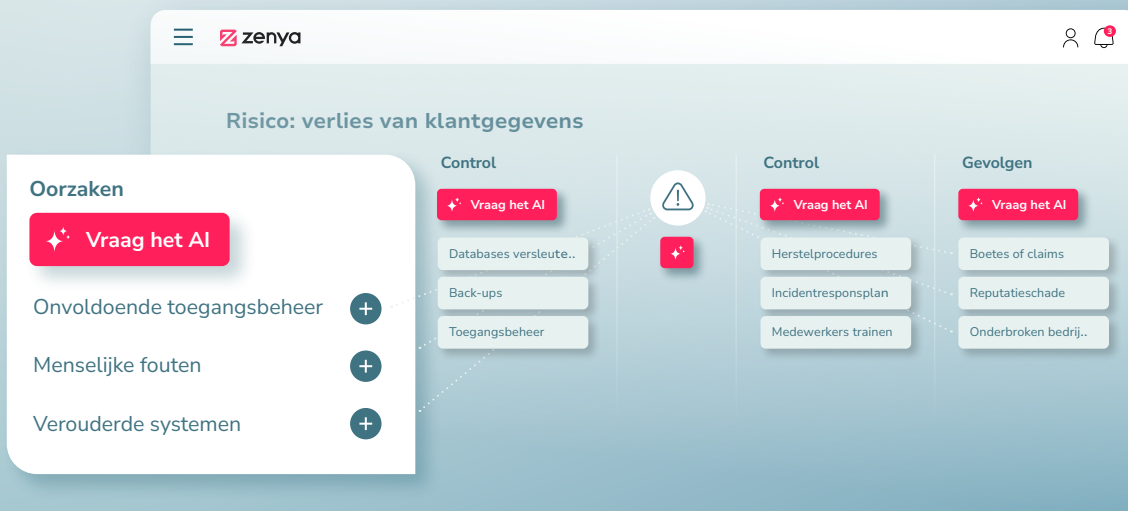 zenya
3
Risico: verlies van klantgegevens
Oorzaken
Vraag het AI
Onvoldoende toegangsbeheer
Menselijke fouten
Verouderde systemen
Control
Vraag het AI
Databases versleute..
Back-ups
Toegangsbeheer
Control
Vraag het AI
Herstelprocedures
Incidentresponsplan
Medewerkers trainen
Gevolgen
Vraag het AI
Boetes of claims
Reputatieschade
Onderbroken bedrij..